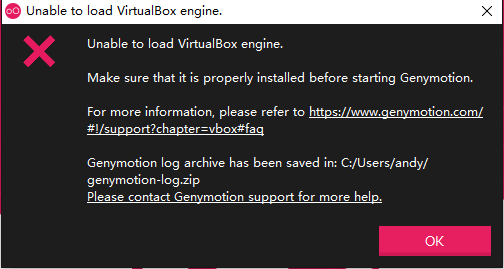 Unable to load VirtualBox engine.
Unable to load VirtualBox engine.
Make sure that it is properly installed before starting Genymotion.
For more information, please refer to https://www.genymotion.com/
#!/support?chapter=vbox#faq
Genymotion log archive has been saved in: C:/Users/andy/
genymotion-log.zip
Please contact Genymotion support for more help.
OK